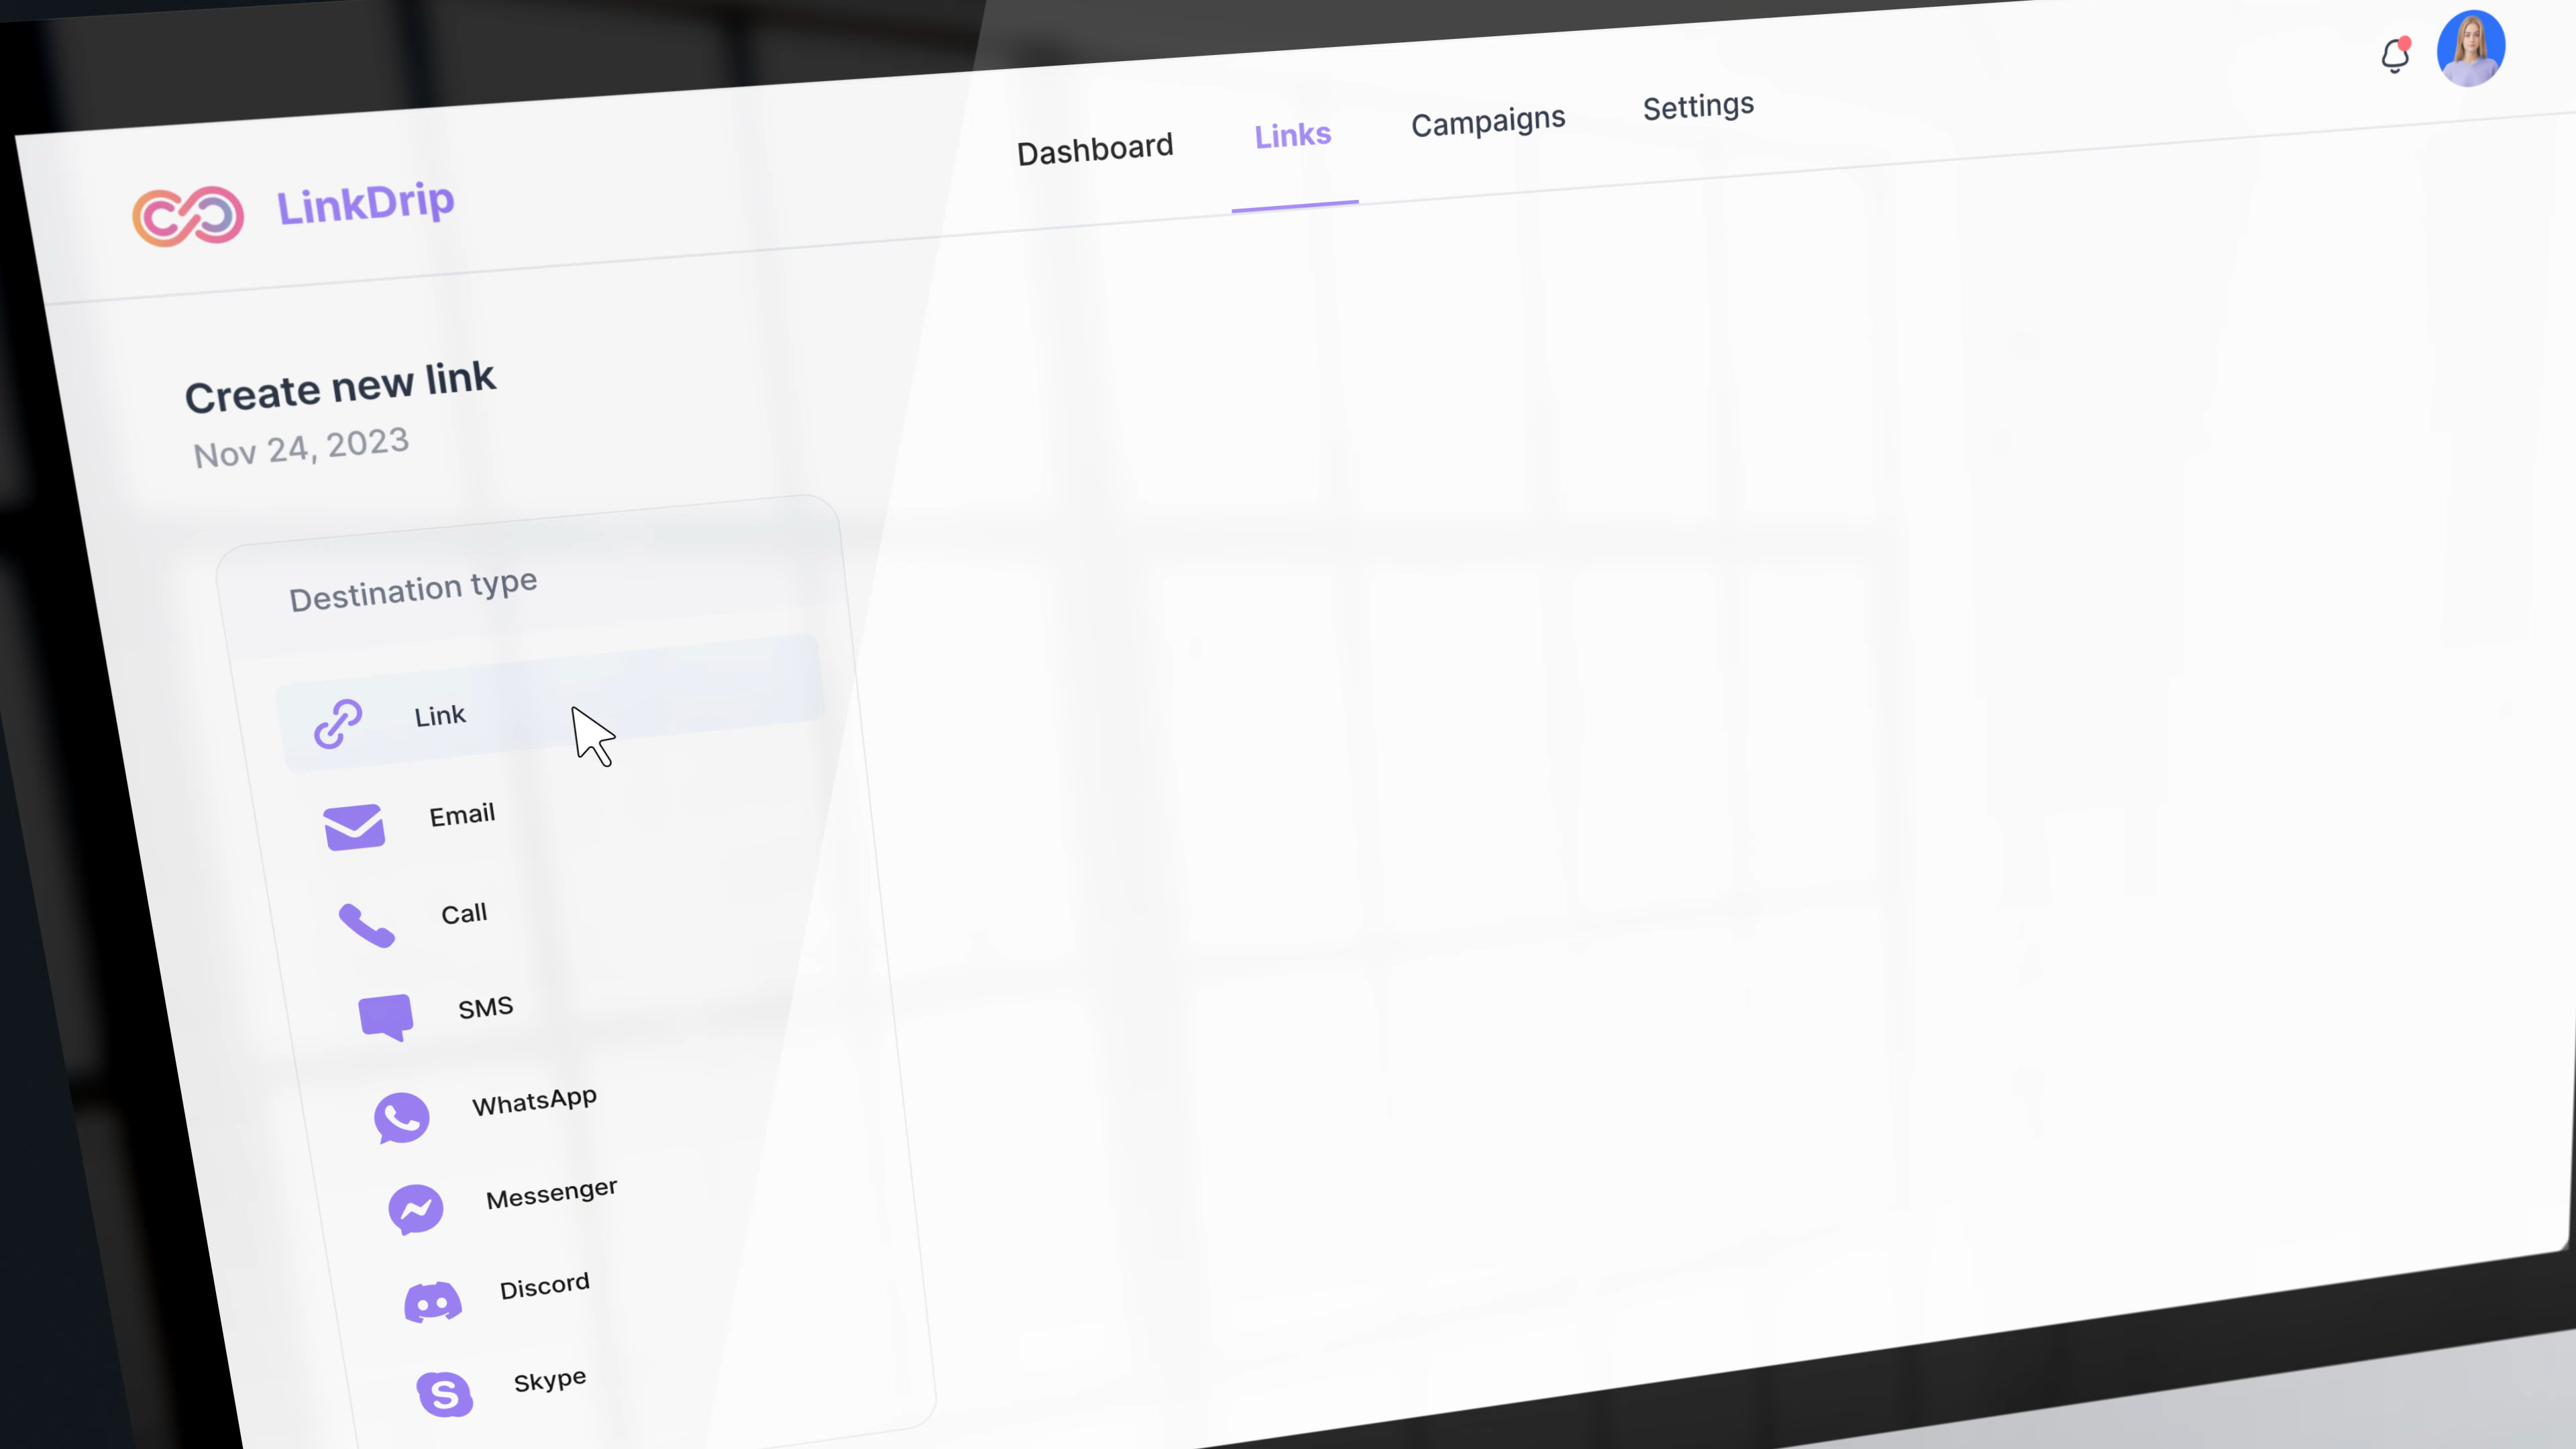 LinkDrip
Dashboard Links Campaigns Settings
Create new link
Nov 24, 2023
Destination type
Link
Email
Call
SMS
WhatsApp
Messenger
Discord
Skype